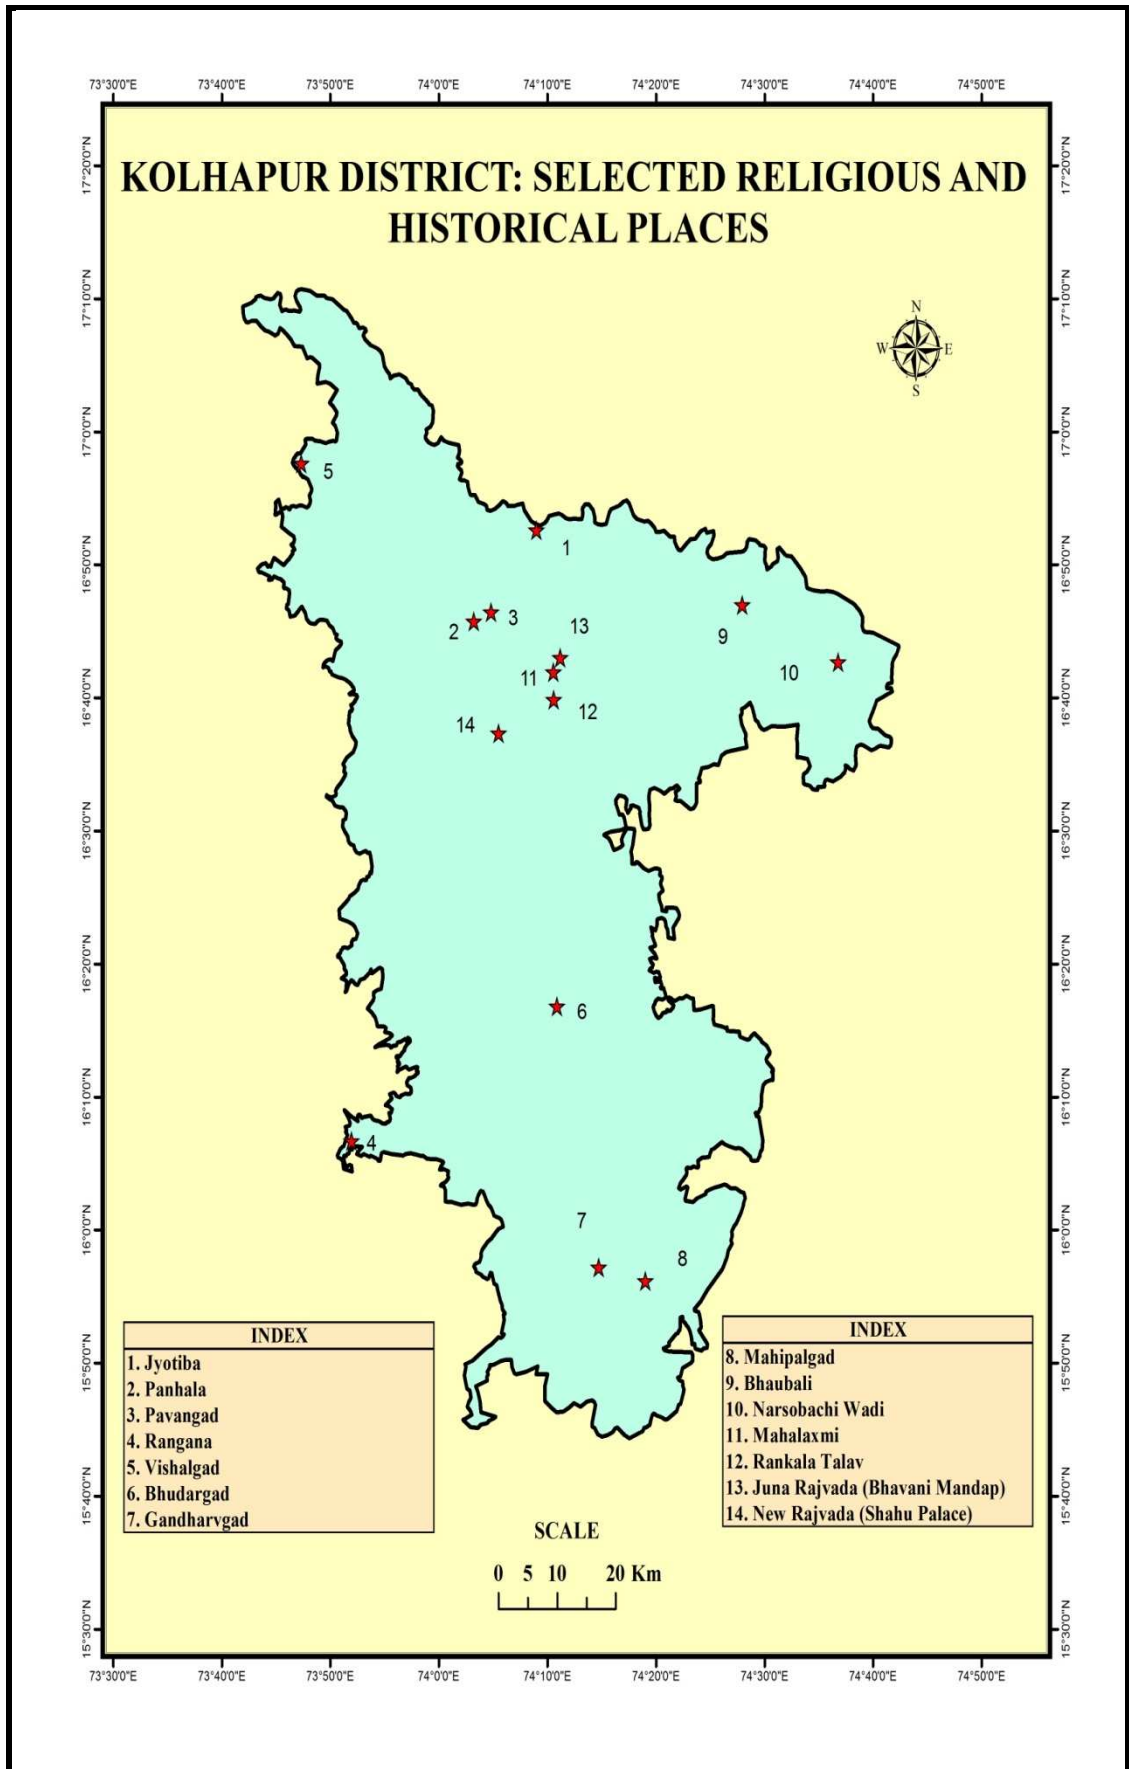 73°30'0"E 73°40'0"E 73°50'0"E 74°0'0"E 74°10'0"E 74°20'0"E 74°30'0"E 74°40'0"E 74°50'0"E
KOLHAPUR DISTRICT: SELECTED RELIGIOUS AND
HISTORICAL PLACES
17°20'0"N 17°20'0"N
17°10'0"N 17°10'0"N
N
W E
S
17°0'0"N 17°0'0"N
5
1
16°50'0"N 16°50'0"N
3
13
2
9
10
11
16°40'0"N 16°40'0"N
12
14
16°30'0"N 16°30'0"N
16°20'0"N 16°20'0"N
6
16°10'0"N 16°10'0"N
4
7
16°0'0"N 16°0'0"N
8
15°50'0"N 15°50'0"N
INDEX
1. Jyotiba
2. Panhala
3. Pavangad
4. Rangana
5. Vishalgad
6. Bhudargad
7. Gandharvgad
INDEX
8. Mahipalgad
9. Bhaubali
10. Narsobachi Wadi
11. Mahalaxmi
12. Rankala Talav
13. Juna Rajvada (Bhavani Mandap)
14. New Rajvada (Shahu Palace)
15°40'0"N 15°40'0"N
SCALE
0 5 10 20 Km
15°30'0"N 15°30'0"N
73°30'0"E 73°40'0"E 73°50'0"E 74°0'0"E 74°10'0"E 74°20'0"E 74°30'0"E 74°40'0"E 74°50'0"E